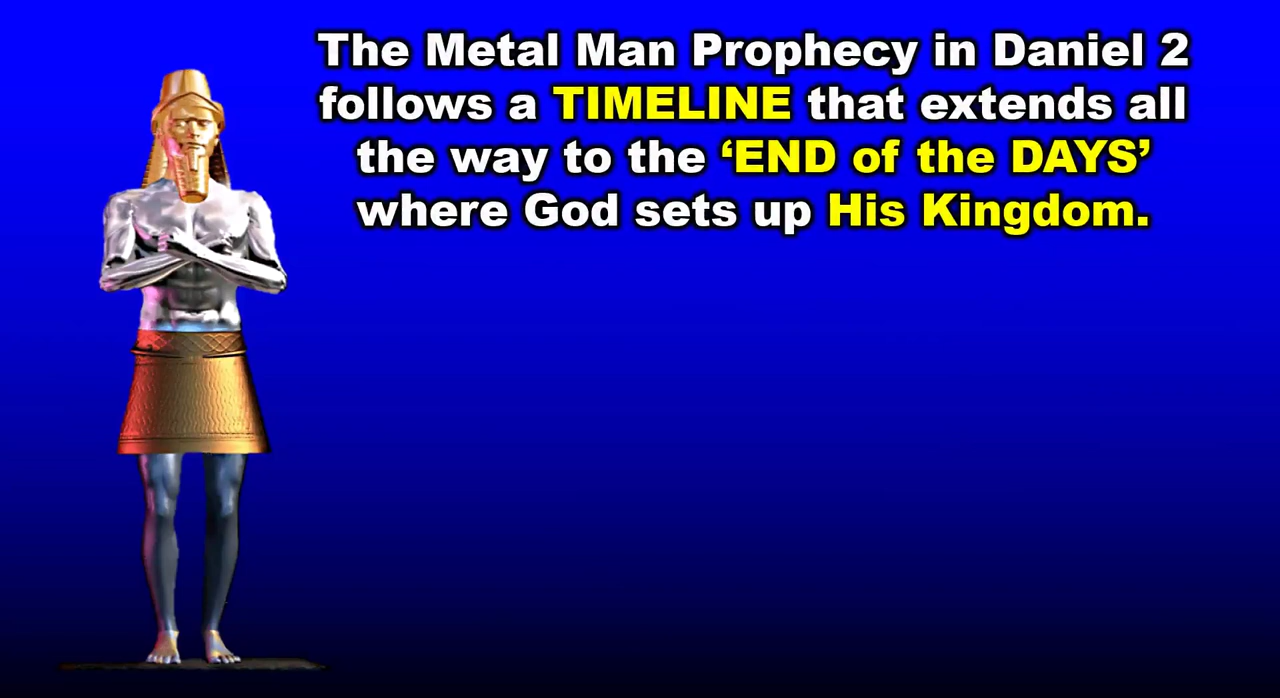 The Metal Man Prophecy in Daniel 2
follows a TIMELINE that extends all
the way to the ‘END of the DAYS’
where God sets up His Kingdom.